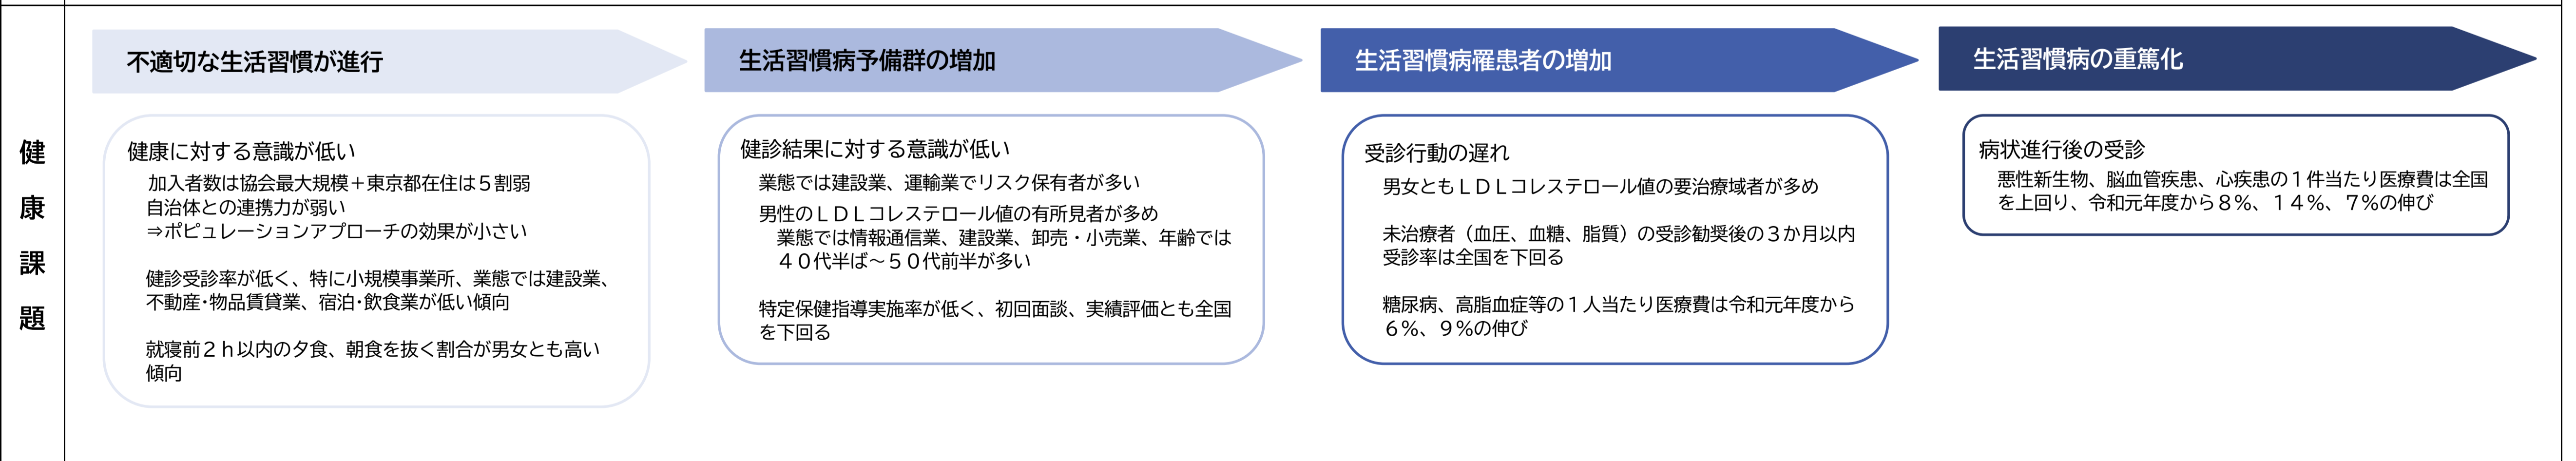 健康課題
不適切な生活習慣が進行
健康に対する意識が低い
加入者数は協会最大規模＋東京都在住は５割弱
自治体との連携力が弱い
⇒ポピュレーションアプローチの効果が小さい
健診受診率が低く、特に小規模事業所、業態では建設業、
不動産･物品賃貸業、宿泊･飲食業が低い傾向
就寝前２ｈ以内の夕食、朝食を抜く割合が男女とも高い
傾向
生活習慣病予備群の増加
健診結果に対する意識が低い
業態では建設業、運輸業でリスク保有者が多い
男性のＬＤＬコレステロール値の有所見者が多め
業態では情報通信業、建設業、卸売・小売業、年齢では
４０代半ば～５０代前半が多い
特定保健指導実施率が低く、初回面談、実績評価とも全国
を下回る
生活習慣病罹患者の増加
受診行動の遅れ
男女ともＬＤＬコレステロール値の要治療域者が多め
未治療者（血圧、血糖、脂質）の受診勧奨後の３か月以内
受診率は全国を下回る
糖尿病、高脂血症等の１人当たり医療費は令和元年度から
６%、９%の伸び
生活習慣病の重篤化
病状進行後の受診
悪性新生物、脳血管疾患、心疾患の１件当たり医療費は全国
を上回り、令和元年度から８%、１４%、７%の伸び